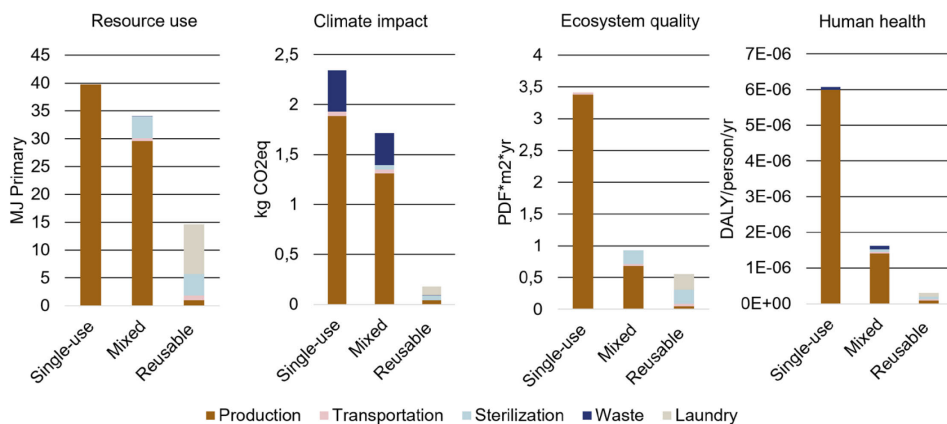 Resource use
MJ Primary
45
40
35
30
25
20
15
10
5
0
Single-use
Mixed
Reusable
Climate impact
kg CO2eq
2,5
2
1,5
1
0,5
0
Single-use
Mixed
Reusable
Ecosystem quality
PDF*m2*yr
4
3,5
3
2,5
2
1,5
1
0,5
0
Single-use
Mixed
Reusable
Human health
DALY/person/yr
7E-06
6E-06
5E-06
4E-06
3E-06
2E-06
1E-06
0E+00
Single-use
Mixed
Reusable
Production
Transportation
Sterilization
Waste
Laundry